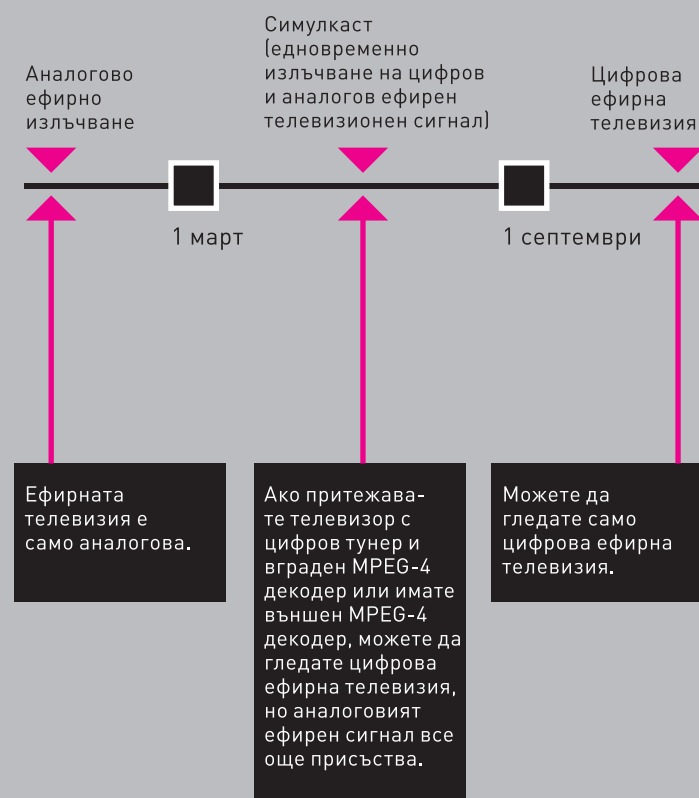 Аналогово
ефирно
излъчване
Симулкаст
(едновременно
излъчване на цифров
и аналогов ефирен
телевизионен сигнал)
Цифрова
ефирна
телевизия
1 март
1 септември
Ефирната
телевизия е
само аналогова.
Ако притежава-
те телевизор с
цифров тунер и
вграден MPEG-4
декодер или имате
външен MPEG-4
декодер, можете да
гледате цифрова
ефирна телевизия,
но аналоговият
ефирен сигнал все
още присъства.
Можете да
гледате само
цифрова ефирна
телевизия.